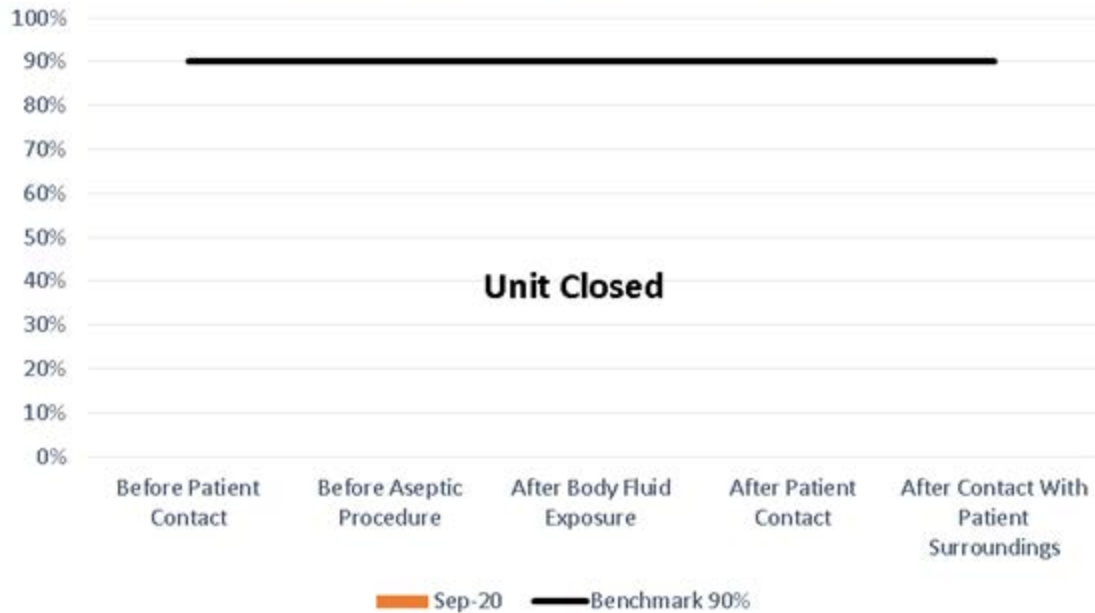 100%
90%
80%
70%
60%
50%
40%
30%
20%
10%
0%
Unit Closed
Before Patient
Contact
Before Aseptic
Procedure
After Body Fluid
Exposure
After Patient
Contact
After Contact With
Patient
Surroundings
Sep-20
Benchmark 90%